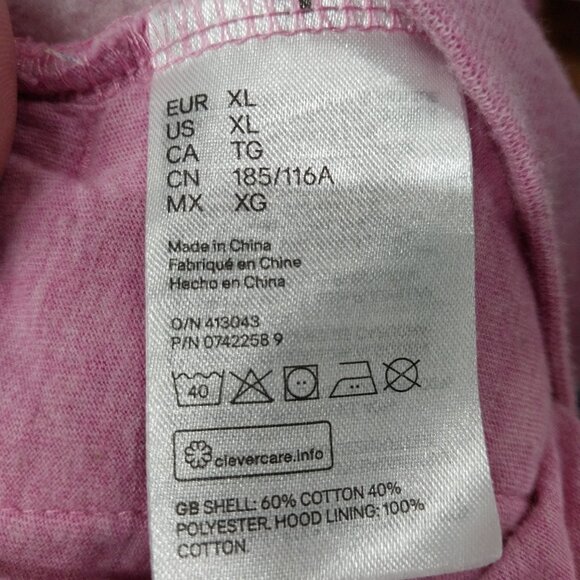 EUR XL
US XL
CA TG
CN 185/116A
MX XG
Made in China
Fabriqué en Chine
Hecho en China
O/N 413043
P/N 0742258 9
40
clevercare.info
GB SHELL: 60% COTTON 40%
POLYESTER. HOOD LINING: 100%
COTTON